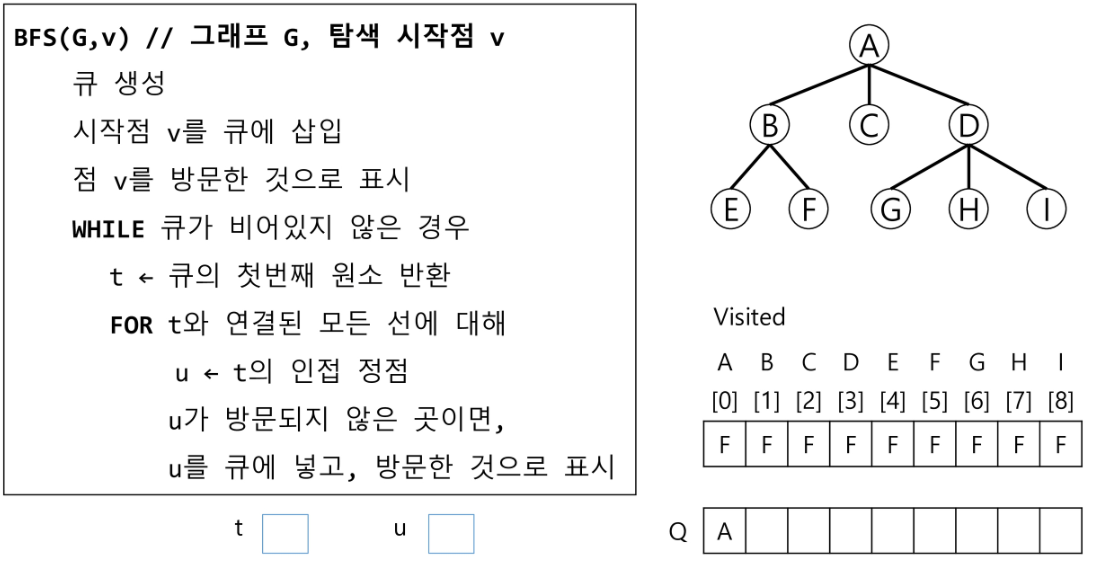 BFS(G,v) // 그래프 G, 탐색 시작점 v
큐 생성
시작점 v를 큐에 삽입
점 v를 방문한 것으로 표시
WHILE 큐가 비어있지 않은 경우
t ← 큐의 첫번째 원소 반환
FOR t와 연결된 모든 선에 대해
u ← t의 인접 정점
u가 방문되지 않은 곳이면,
u를 큐에 넣고, 방문한 것으로 표시
t u
A
B C D
E F G H I
Visited
A B C D E F G H I
[0] [1] [2] [3] [4] [5] [6] [7] [8]
F F F F F F F F F
Q A